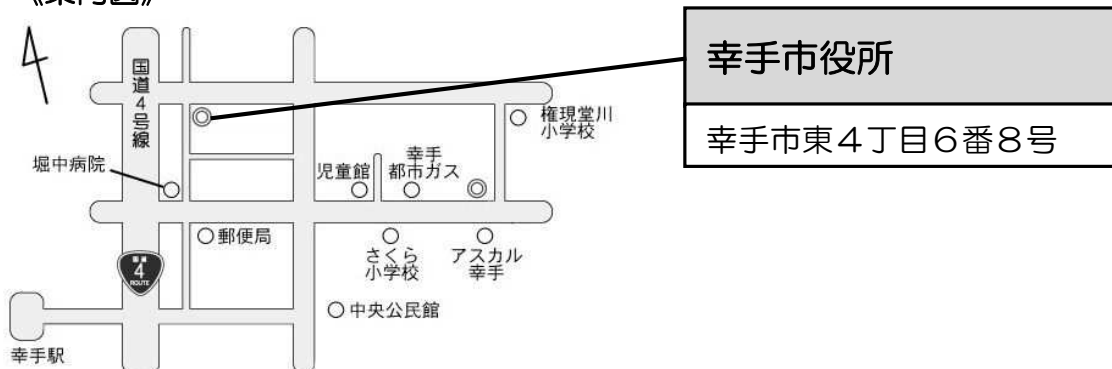 《案内図》
幸手市役所
幸手市東4丁目6番8号
国道4号線
権現堂川
小学校
堀中病院
児童館
幸手
都市ガス
郵便局
さくら
小学校
アスカル
幸手
4
ROUTE
中央公民館
幸手駅